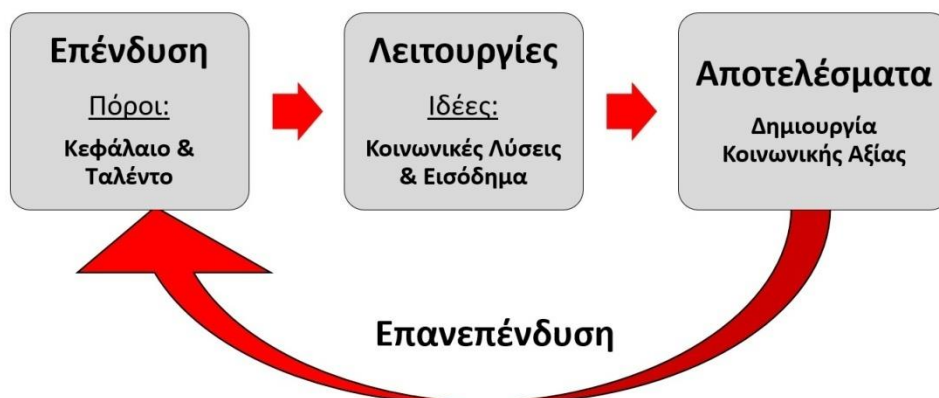 Επένδυση
Πόροι:
Κεφάλαιο &
Ταλέντο
Λειτουργίες
Ιδέες:
Κοινωνικές Λύσεις
& Εισόδημα
Αποτελέσματα
Δημιουργία
Κοινωνικής Αξίας
Επανεπένδυση